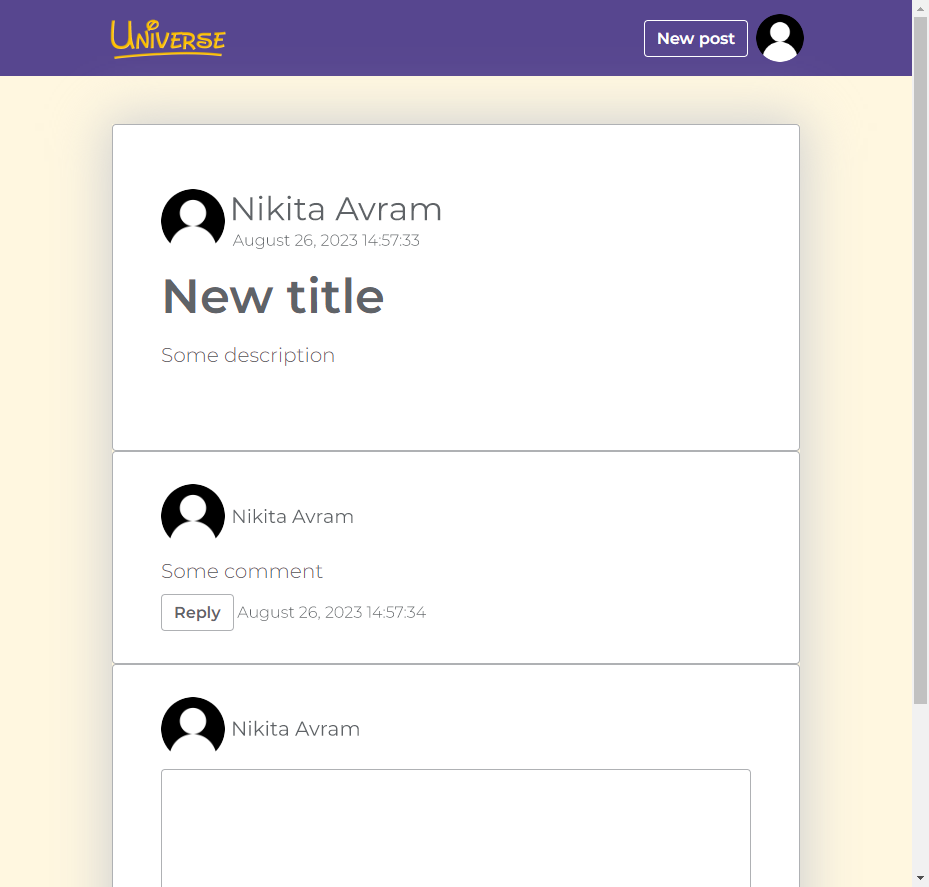 UNIVERSE
New post
Nikita Avram
August 26, 2023 14:57:33
New title
Some description
Nikita Avram
Some comment
Reply August 26, 2023 14:57:34
Nikita Avram